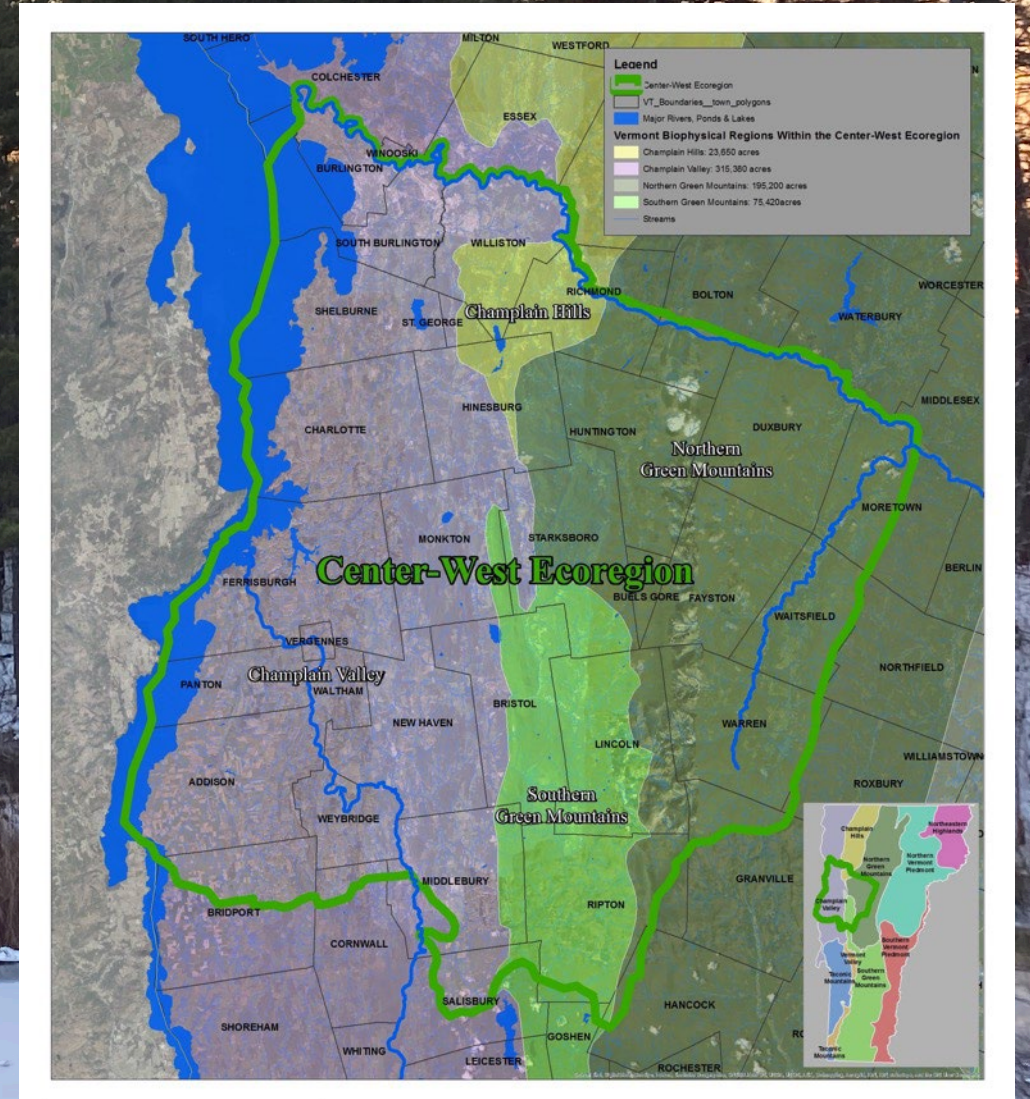 SOUTH HERO
MILTON
WESTFORD
COLCHESTER
ESSEX
Legend
Center-West Ecoregion
VT_Boundaries__town_polygons
Major Rivers, Ponds & Lakes
Vermont Biophysical Regions Within the Center-West Ecoregion
Champlain Hills: 23,650 acres
Champlain Valley: 315,380 acres
Northern Green Mountains: 195,200 acres
Southern Green Mountains: 75,420acres
Streams
WINOOSKI
BURLINGTON
SOUTH BURLINGTON
WILLISTON
RICHMOND
BOLTON
WORCESTER
WATERBURY
SHELBURNE
ST. GEORGE
Champlain Hills
MIDDLESEX
HINESBURG
CHARLOTTE
HUNTINGTON
DUXBURY
Northern
Green Mountains
MORETOWN
MONKTON
STARKSBORO
BERLIN
Center-West Ecoregion
FERRISBURGH
BUELS GORE
FAYSTON
WAITSFIELD
VERGENNES
NORTHFIELD
Champlain Valley
PANTON
WALTHAM
BRISTOL
NEW HAVEN
WARREN
LINCOLN
WILLIAMSTOWN
ADDISON
ROXBURY
Southern
Green Mountains
WEYBRIDGE
MIDDLEBURY
GRANVILLE
BRIDPORT
RIPTON
CORNWALL
SALISBURY
HANCOCK
SHOREHAM
GOSHEN
WHITING
LEICESTER
ROCHESTER
Champlain
Hills
Northeastern
Highlands
Northern
Green
Mountains
Northern
Vermont
Piedmont
Champlain
Valley
Southern
Vermont
Piedmont
Vermont
Valley
Taconic
Mountains
Southern
Green
Mountains
Taconic
Mountains